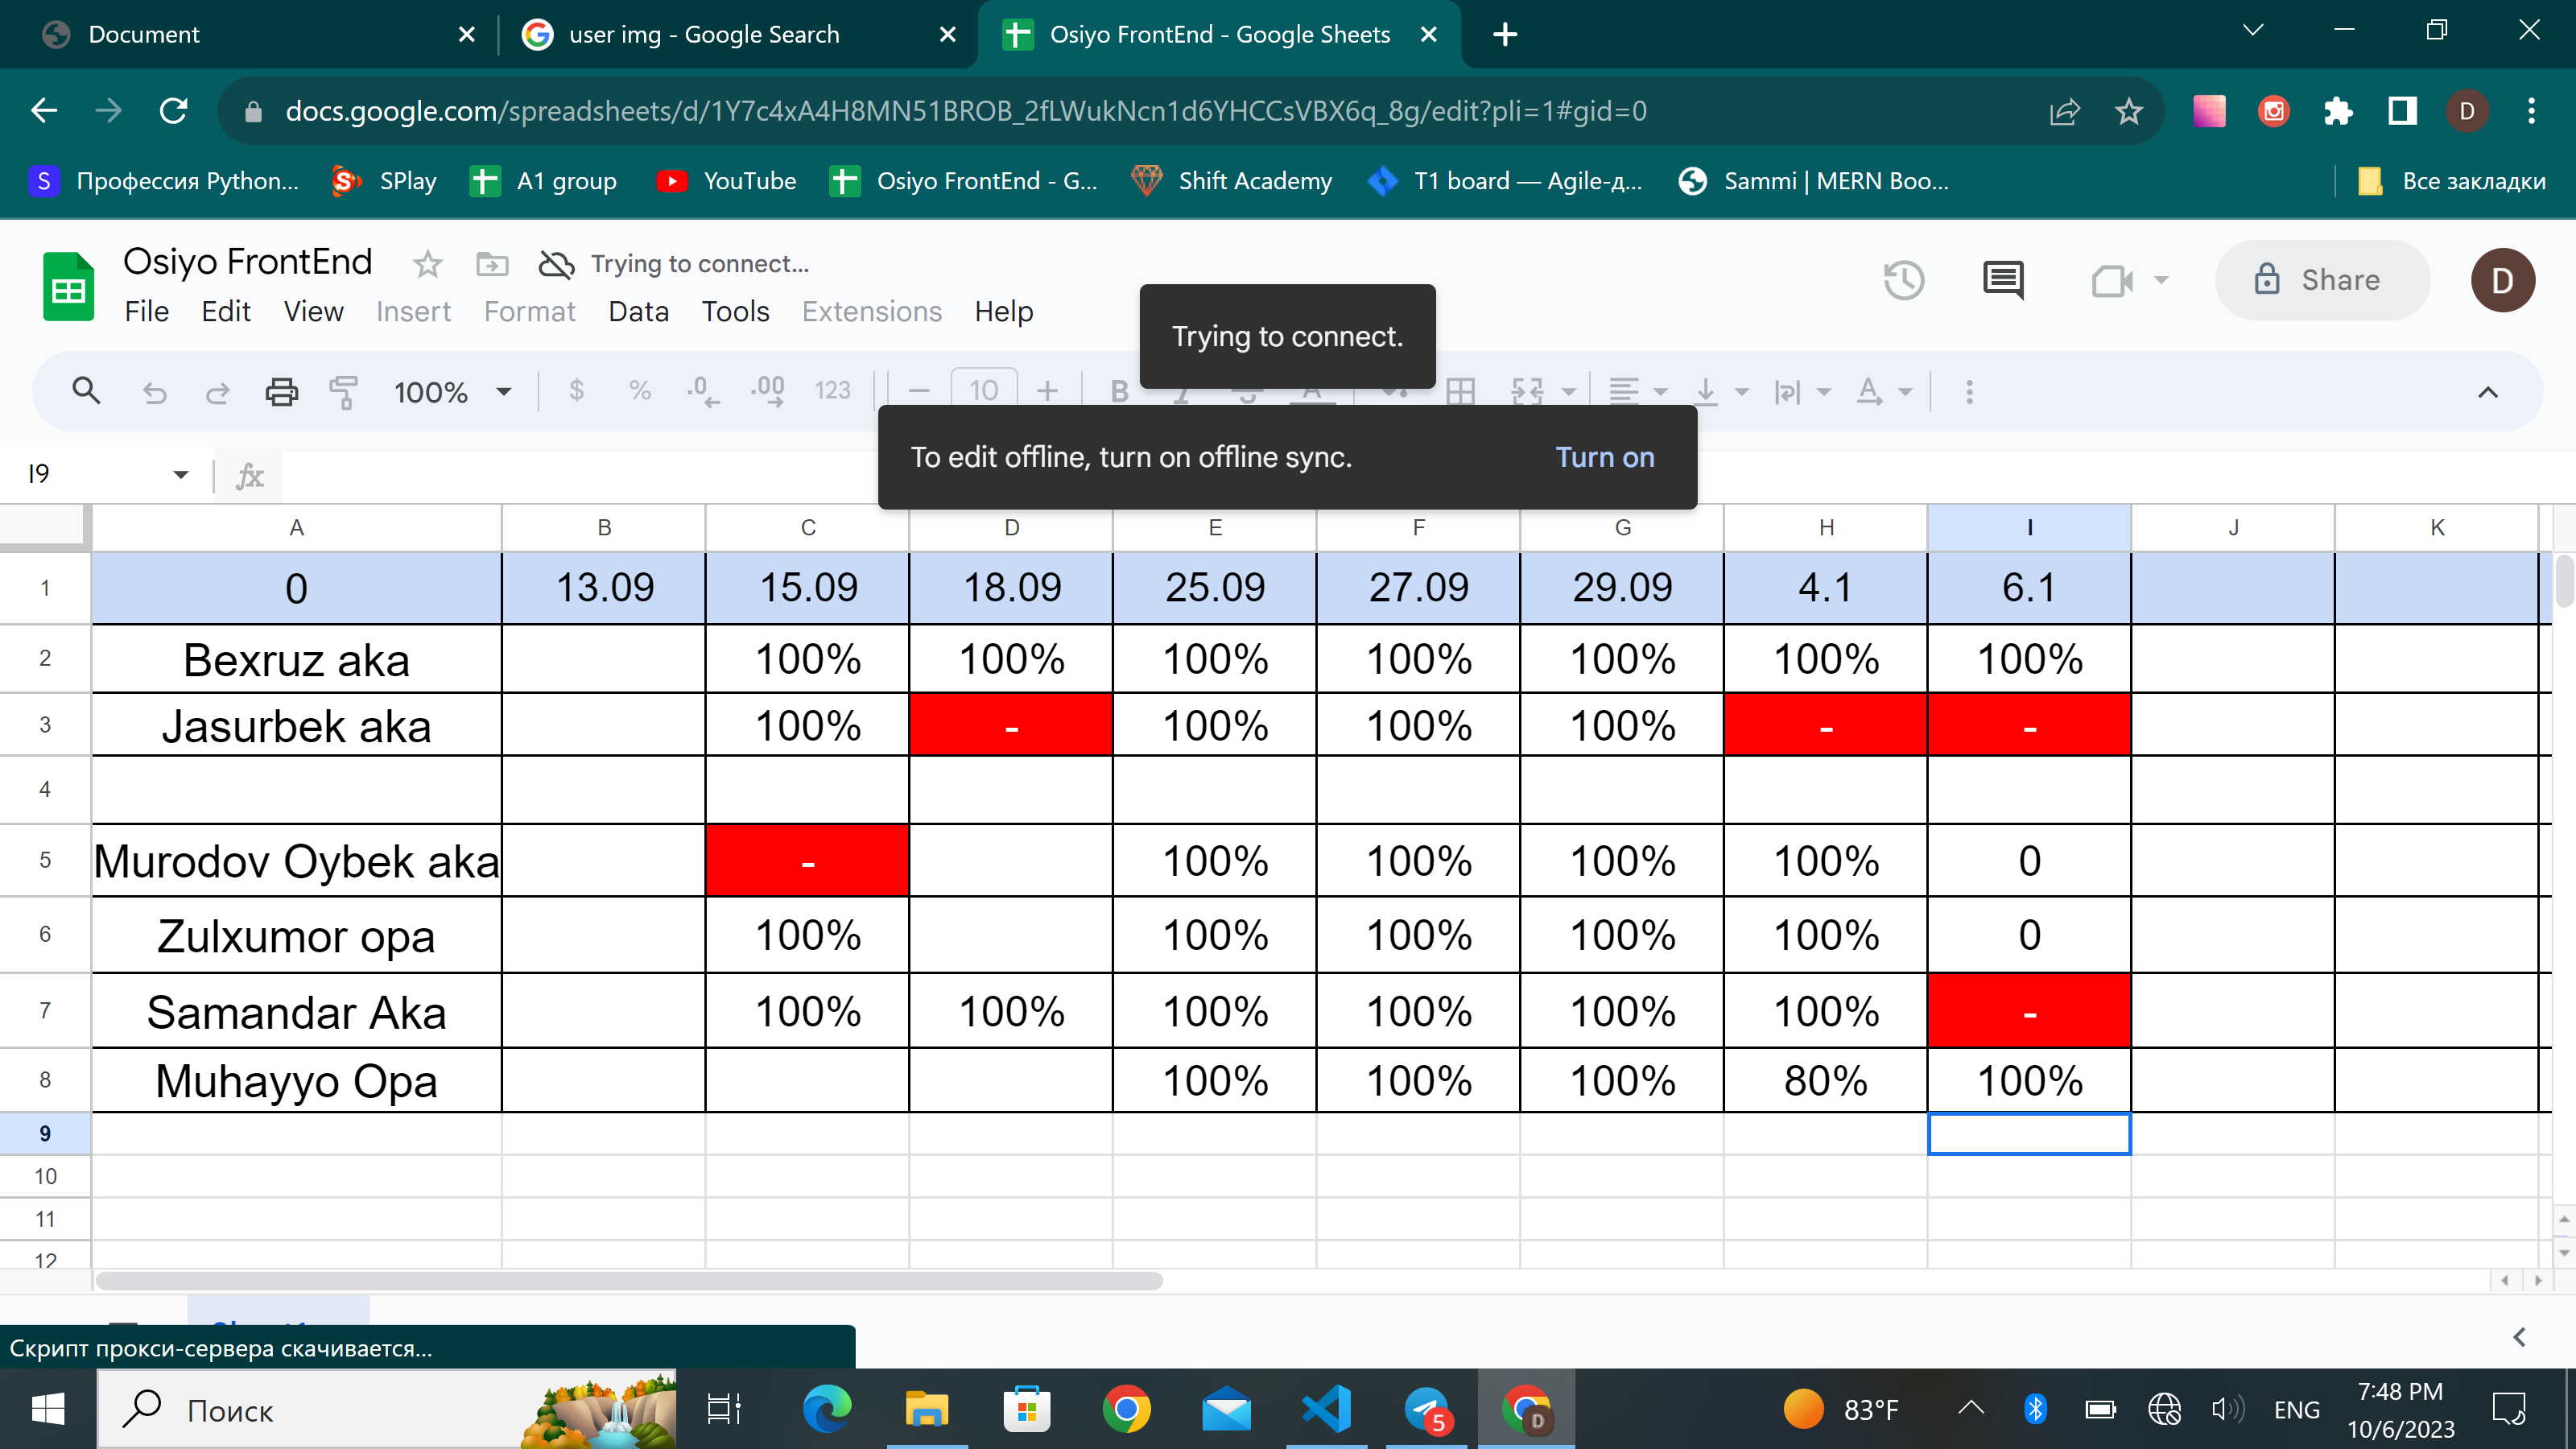 Document
user img - Google Search
Osiyo FrontEnd - Google Sheets
docs.google.com/spreadsheets/d/1Y7c4xA4H8MN51BROB_2fLWukNcn1d6YHCCsVBX6q_8g/edit?pli=1#gid=0
D
S Профессия Python... SPlay A1 group YouTube Osiyo FrontEnd - G... Shift Academy T1 board — Agile-д... Sammi | MERN Boo... Все закладки
Osiyo FrontEnd Trying to connect...
Share D
File Edit View Insert Format Data Tools Extensions Help
Trying to connect.
100% $ % .0 .00 123 10 B
To edit offline, turn on offline sync. Turn on
I9 fx
A B C D E F G H I J K
1 0 13.09 15.09 18.09 25.09 27.09 29.09 4.1 6.1
2 Bexruz aka 100% 100% 100% 100% 100% 100% 100%
3 Jasurbek aka 100% - 100% 100% 100% - -
4
5 Murodov Oybek aka - 100% 100% 100% 100% 0
6 Zulxumor opa 100% 100% 100% 100% 100% 0
7 Samandar Aka 100% 100% 100% 100% 100% 100% -
8 Muhayyo Opa 100% 100% 100% 80% 100%
9
10
11
12
Скрипт прокси-сервера скачивается...
Поиск 5 D 83°F ENG 7:48 PM
10/6/2023